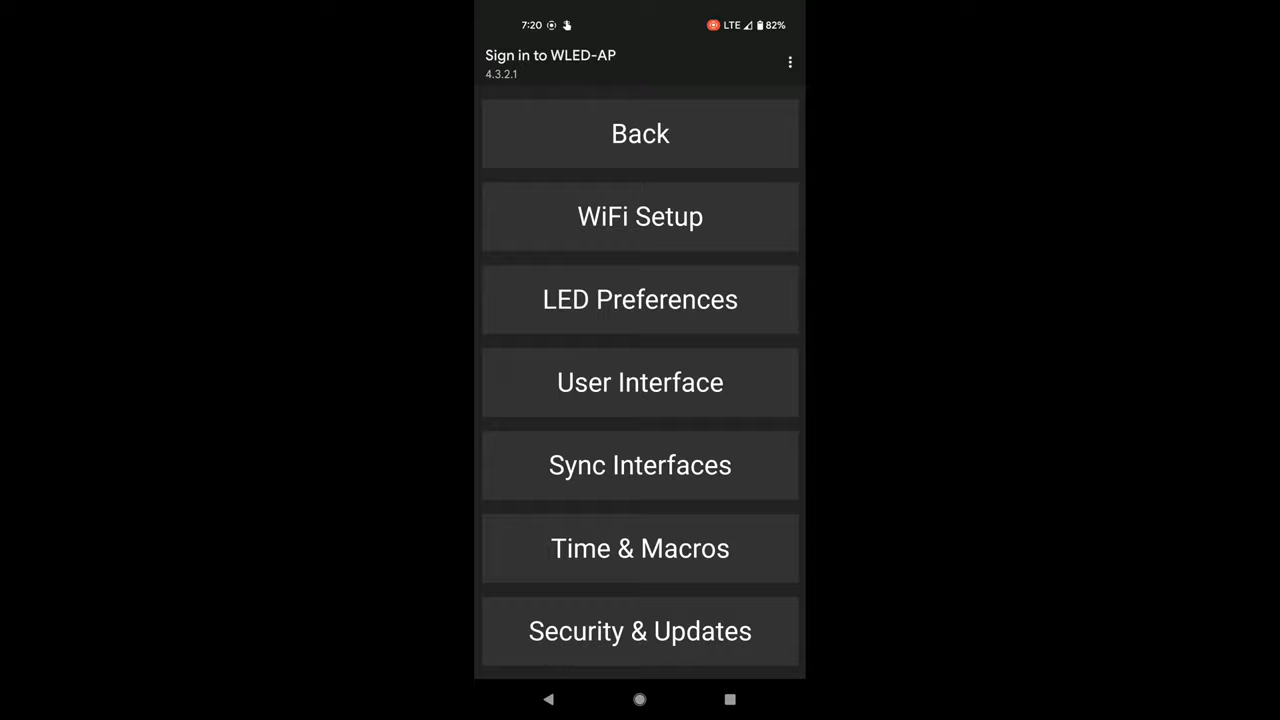 7:20 LTE 82%
Sign in to WLED-AP
4.3.2.1
Back
WiFi Setup
LED Preferences
User Interface
Sync Interfaces
Time & Macros
Security & Updates